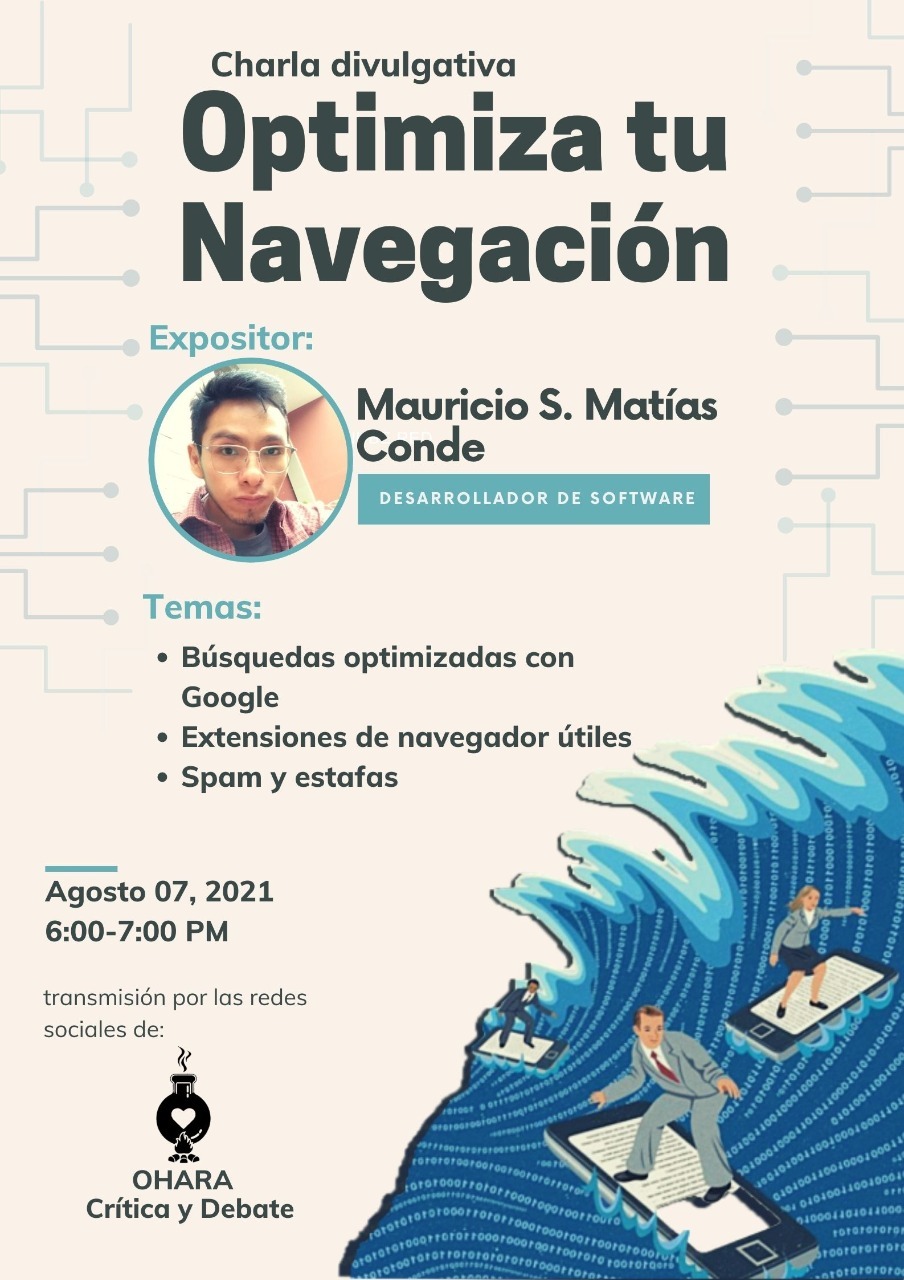 Charla divulgativa
Optimiza tu
Navegación
Expositor:
Mauricio S. Matías
Conde
DESARROLLADOR DE SOFTWARE
Temas:
• Búsquedas optimizadas con
Google
• Extensiones de navegador útiles
• Spam y estafas
Agosto 07, 2021
6:00-7:00 PM
transmisión por las redes
sociales de:
OHARA
Crítica y Debate